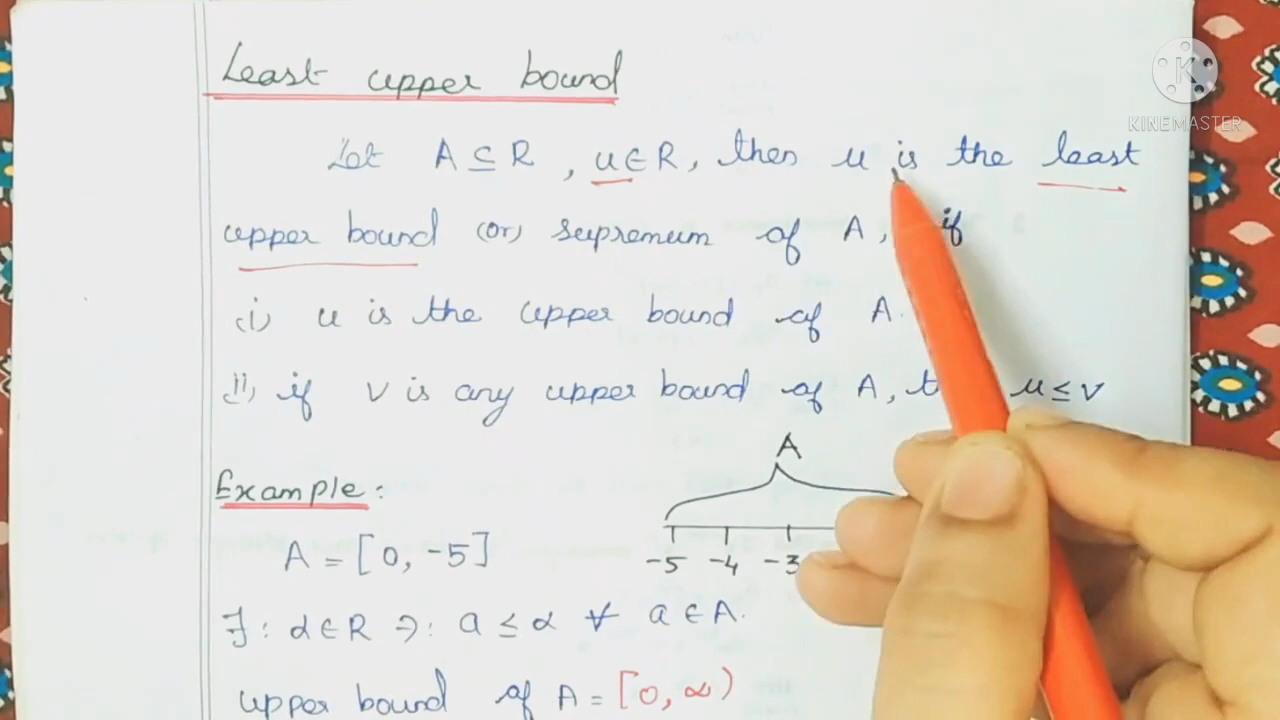 Least upper bound
Let A ⊆ R , u ∈ R, then u is the least
upper bound (or) supremum of A, if
(i) u is the upper bound of A.
(ii) if v is any upper bound of A, u ≤ v
A
Example:
-5 -4 -3
A = [0, -5]
∃ : α ∈ R ∋: a ≤ α ∀ a ∈ A.
upper bound of A = [0, ∞)
K
KINEMASTER